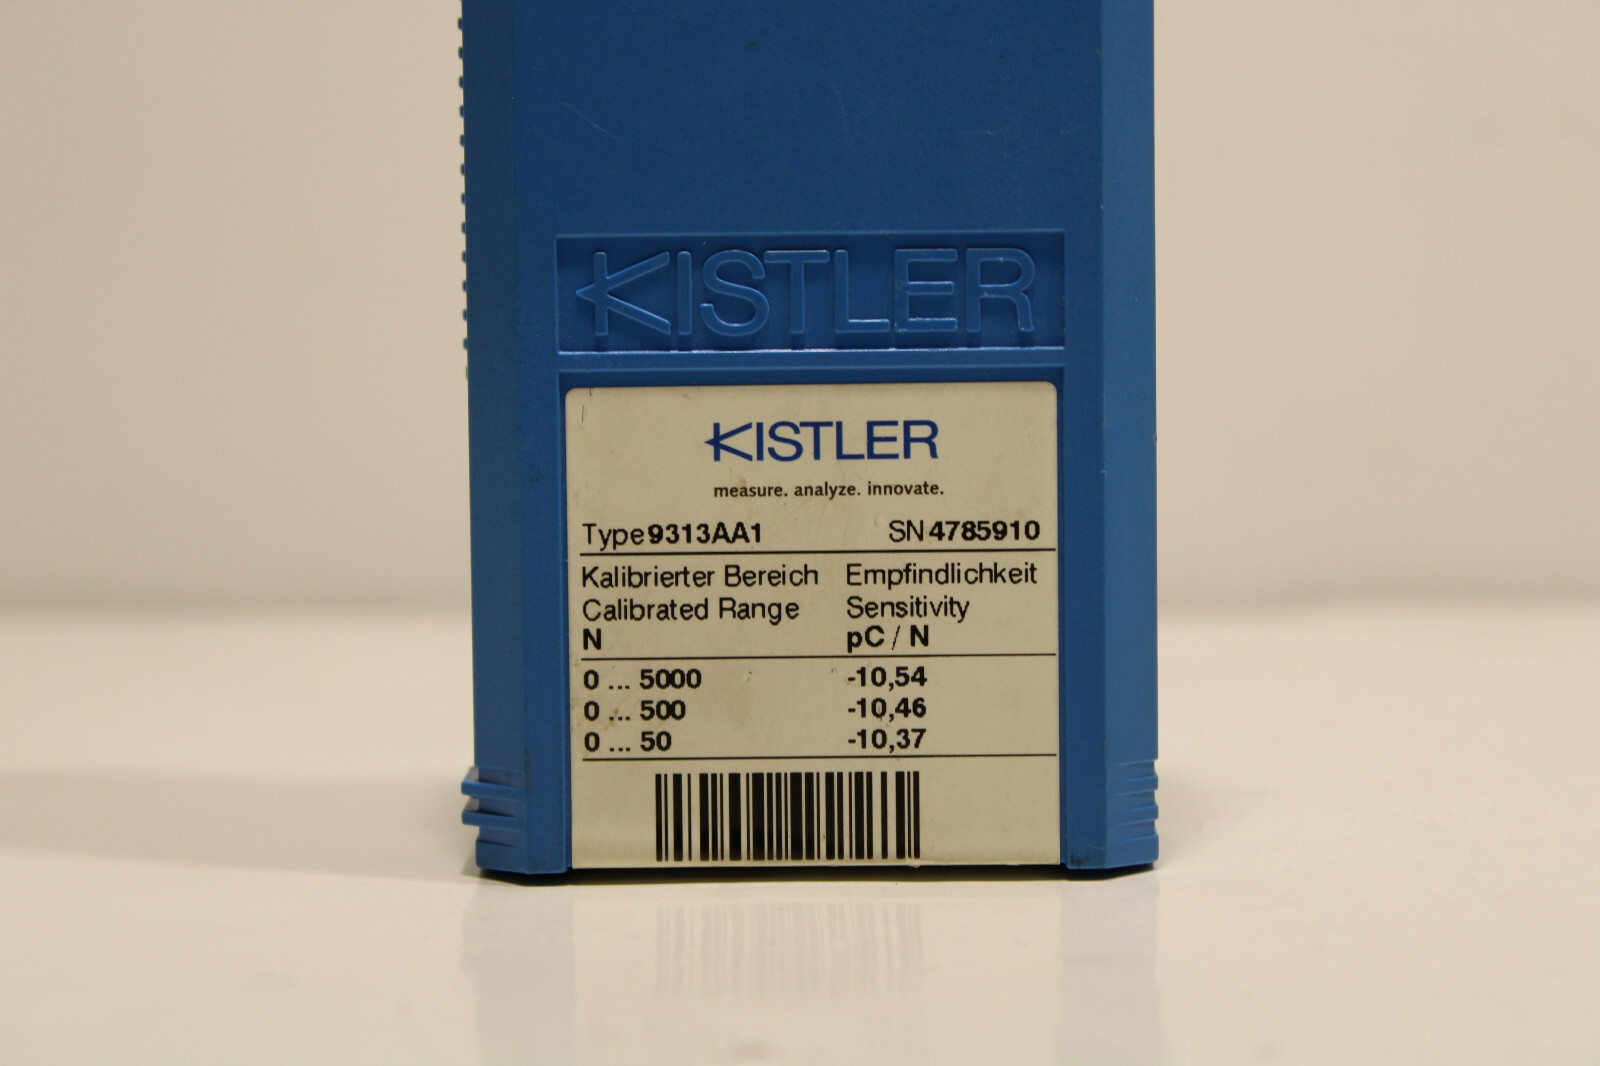 KISTLER
KISTLER
measure. analyze. innovate.
Type 9313AA1 SN 4785910
Kalibrierter Bereich Empfindlichkeit
Calibrated Range Sensitivity
N pC / N
0 ... 5000 -10,54
0 ... 500 -10,46
0 ... 50 -10,37